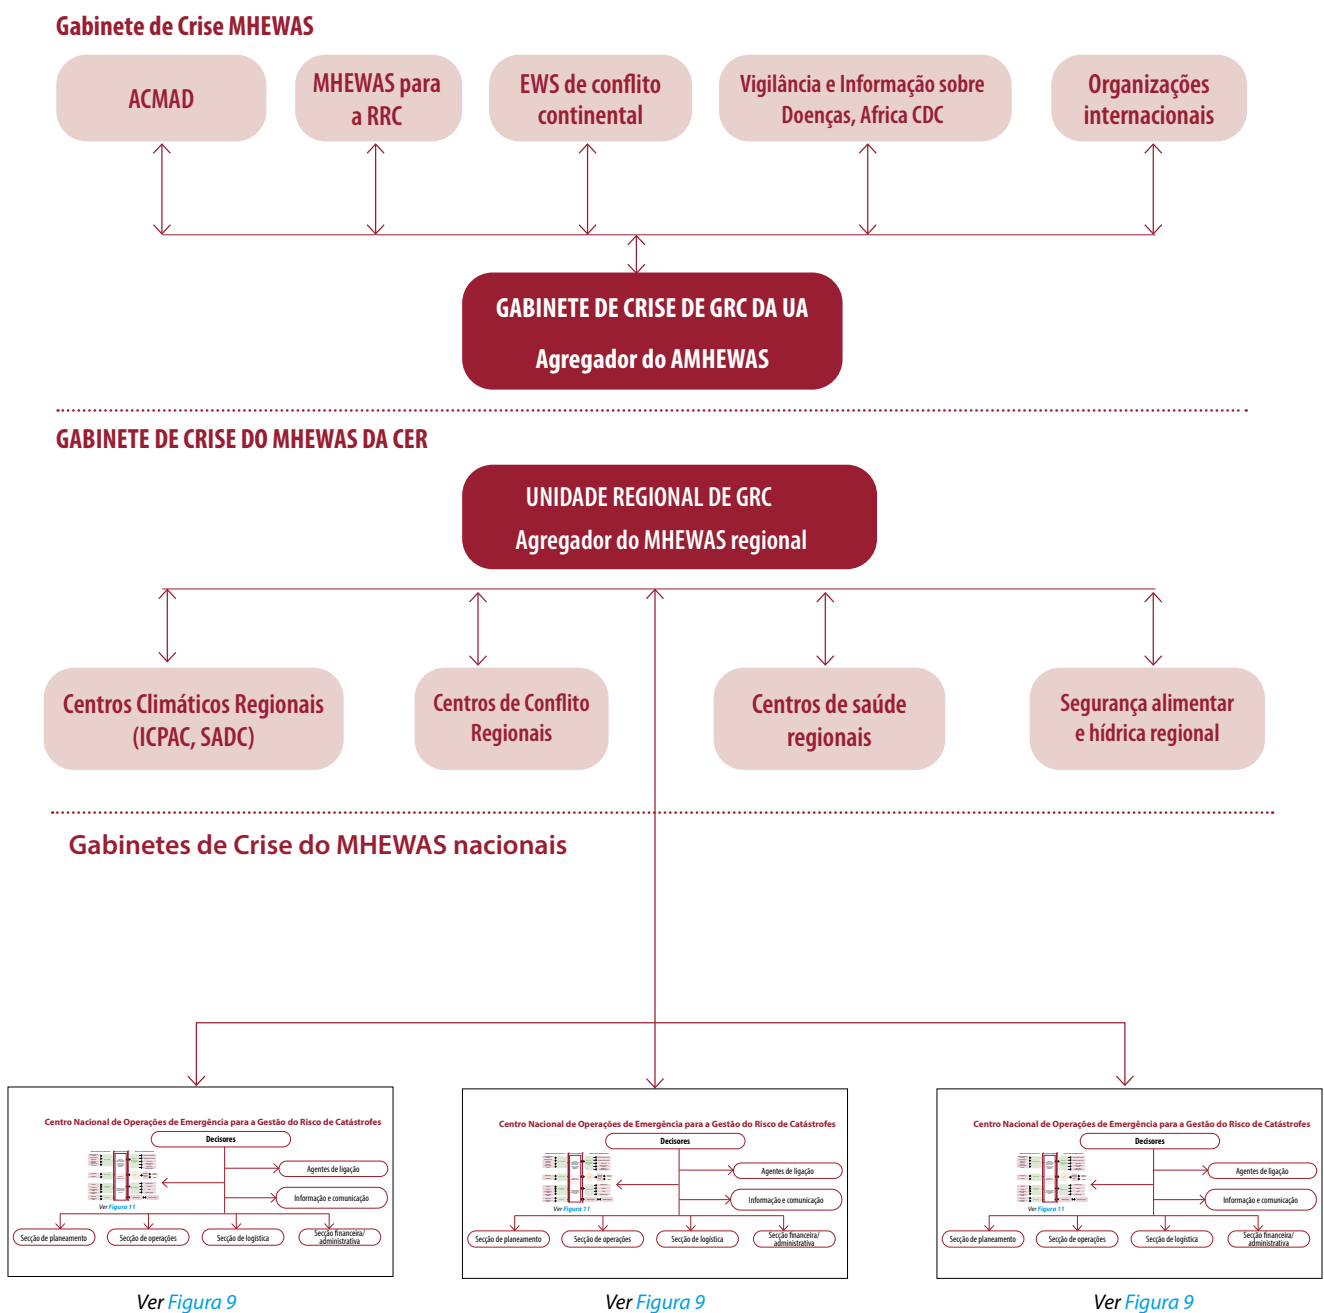 Gabinete de Crise MHEWAS
ACMAD
MHEWAS para
a RRC
EWS de conflito
continental
Vigilância e Informação sobre
Doenças, Africa CDC
Organizações
internacionais
GABINETE DE CRISE DE GRC DA UA
Agregador do AMHEWAS
GABINETE DE CRISE DO MHEWAS DA CER
UNIDADE REGIONAL DE GRC
Agregador do MHEWAS regional
Centros Climáticos Regionais
(ICPAC, SADC)
Centros de Conflito
Regionais
Centros de saúde
regionais
Segurança alimentar
e hídrica regional
Gabinetes de Crise do MHEWAS nacionais
Centro Nacional de Operações de Emergência para a Gestão do Risco de Catástrofes
Decisores
Agentes de ligação
Informação e comunicação
Ver Figura 11
Secção de planeamento
Secção de operações
Secção de logística
Secção financeira/
administrativa
Ver Figura 9
Centro Nacional de Operações de Emergência para a Gestão do Risco de Catástrofes
Decisores
Agentes de ligação
Informação e comunicação
Ver Figura 11
Secção de planeamento
Secção de operações
Secção de logística
Secção financeira/
administrativa
Ver Figura 9
Centro Nacional de Operações de Emergência para a Gestão do Risco de Catástrofes
Decisores
Agentes de ligação
Informação e comunicação
Ver Figura 11
Secção de planeamento
Secção de operações
Secção de logística
Secção financeira/
administrativa
Ver Figura 9